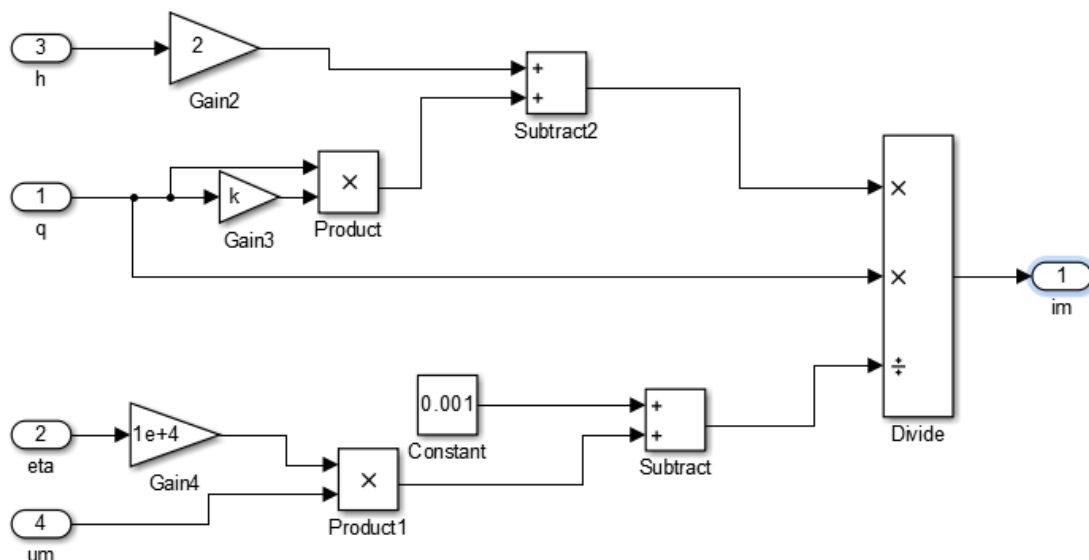 3
h
2
Gain2
+
+
Subtract2
1
q
k
Gain3
×
Product
×
×
÷
Divide
1
im
2
eta
1e+4
Gain4
4
um
×
Product1
0.001
Constant
+
+
Subtract